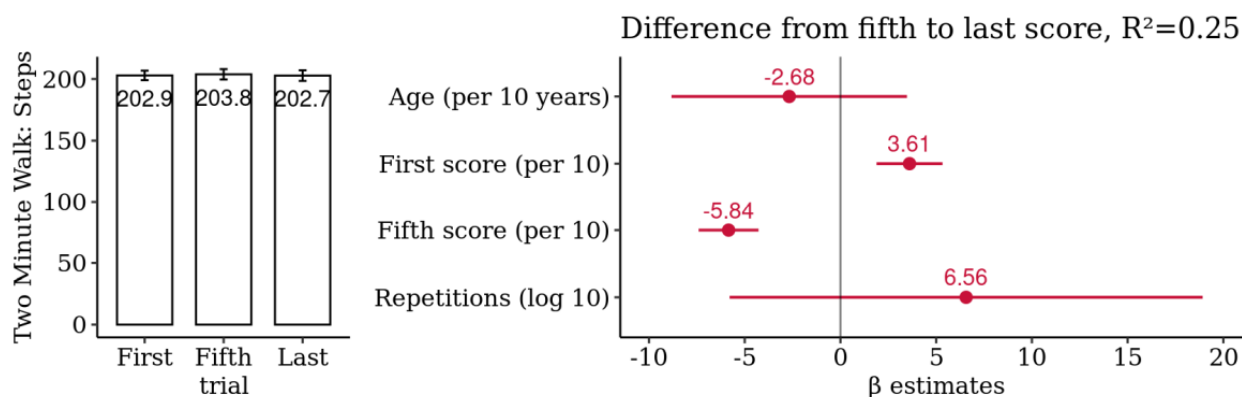 Two Minute Walk: Steps
200
150
100
50
0
202.9
203.8
202.7
First
Fifth
Last
trial
Difference from fifth to last score, R²=0.25
Age (per 10 years)
First score (per 10)
Fifth score (per 10)
Repetitions (log 10)
-2.68
3.61
-5.84
6.56
-10
-5
0
5
10
15
20
β estimates